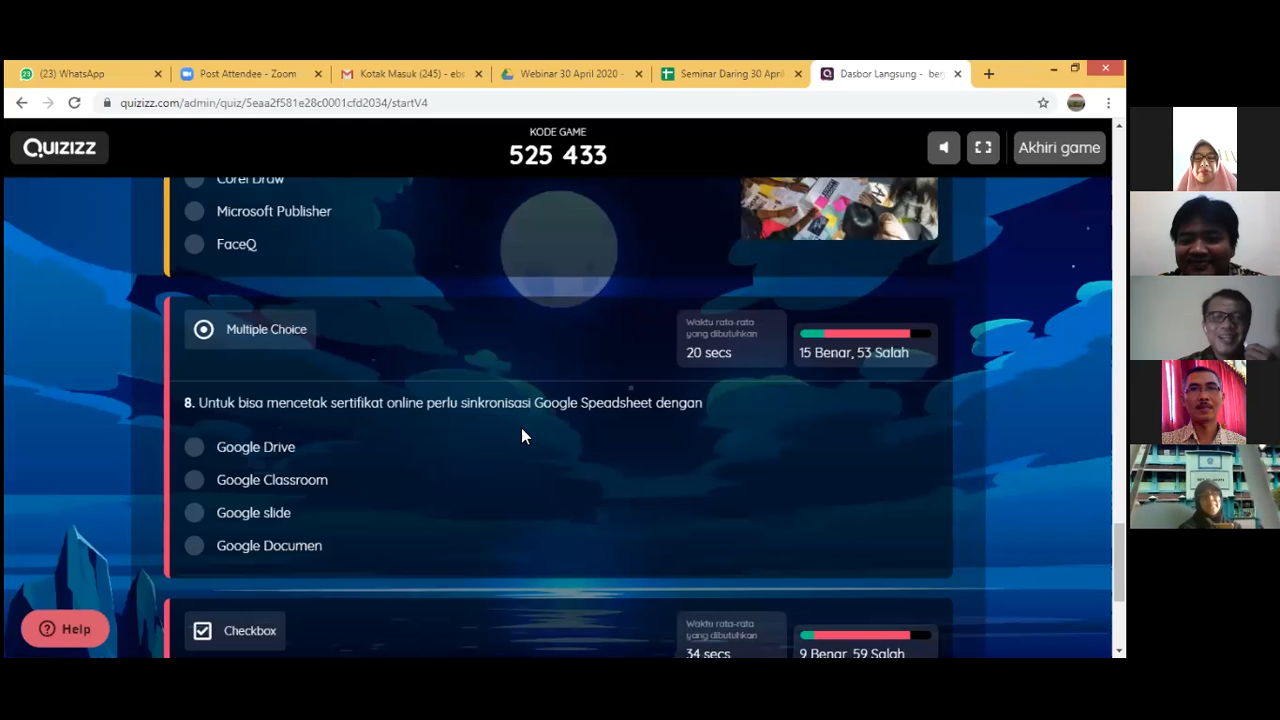 (23) WhatsApp
Post Attendee - Zoom
Kotak Masuk (245) - eb
Webinar 30 April 2020 -
Seminar Daring 30 April
Dasbor Langsung - ber
quizizz.com/admin/quiz/5eaa2f581e28c0001cfd2034/startV4
QUIZIZZ
KODE GAME
525 433
Akhiri game
Corel Draw
Microsoft Publisher
FaceQ
Multiple Choice
Waktu rata-rata
yang dibutuhkan
20 secs
15 Benar, 53 Salah
8. Untuk bisa mencetak sertifikat online perlu sinkronisasi Google Speadsheet dengan
Google Drive
Google Classroom
Google slide
Google Documen
Help
Checkbox
Waktu rata-rata
yang dibutuhkan
34 secs
9 Benar, 59 Salah